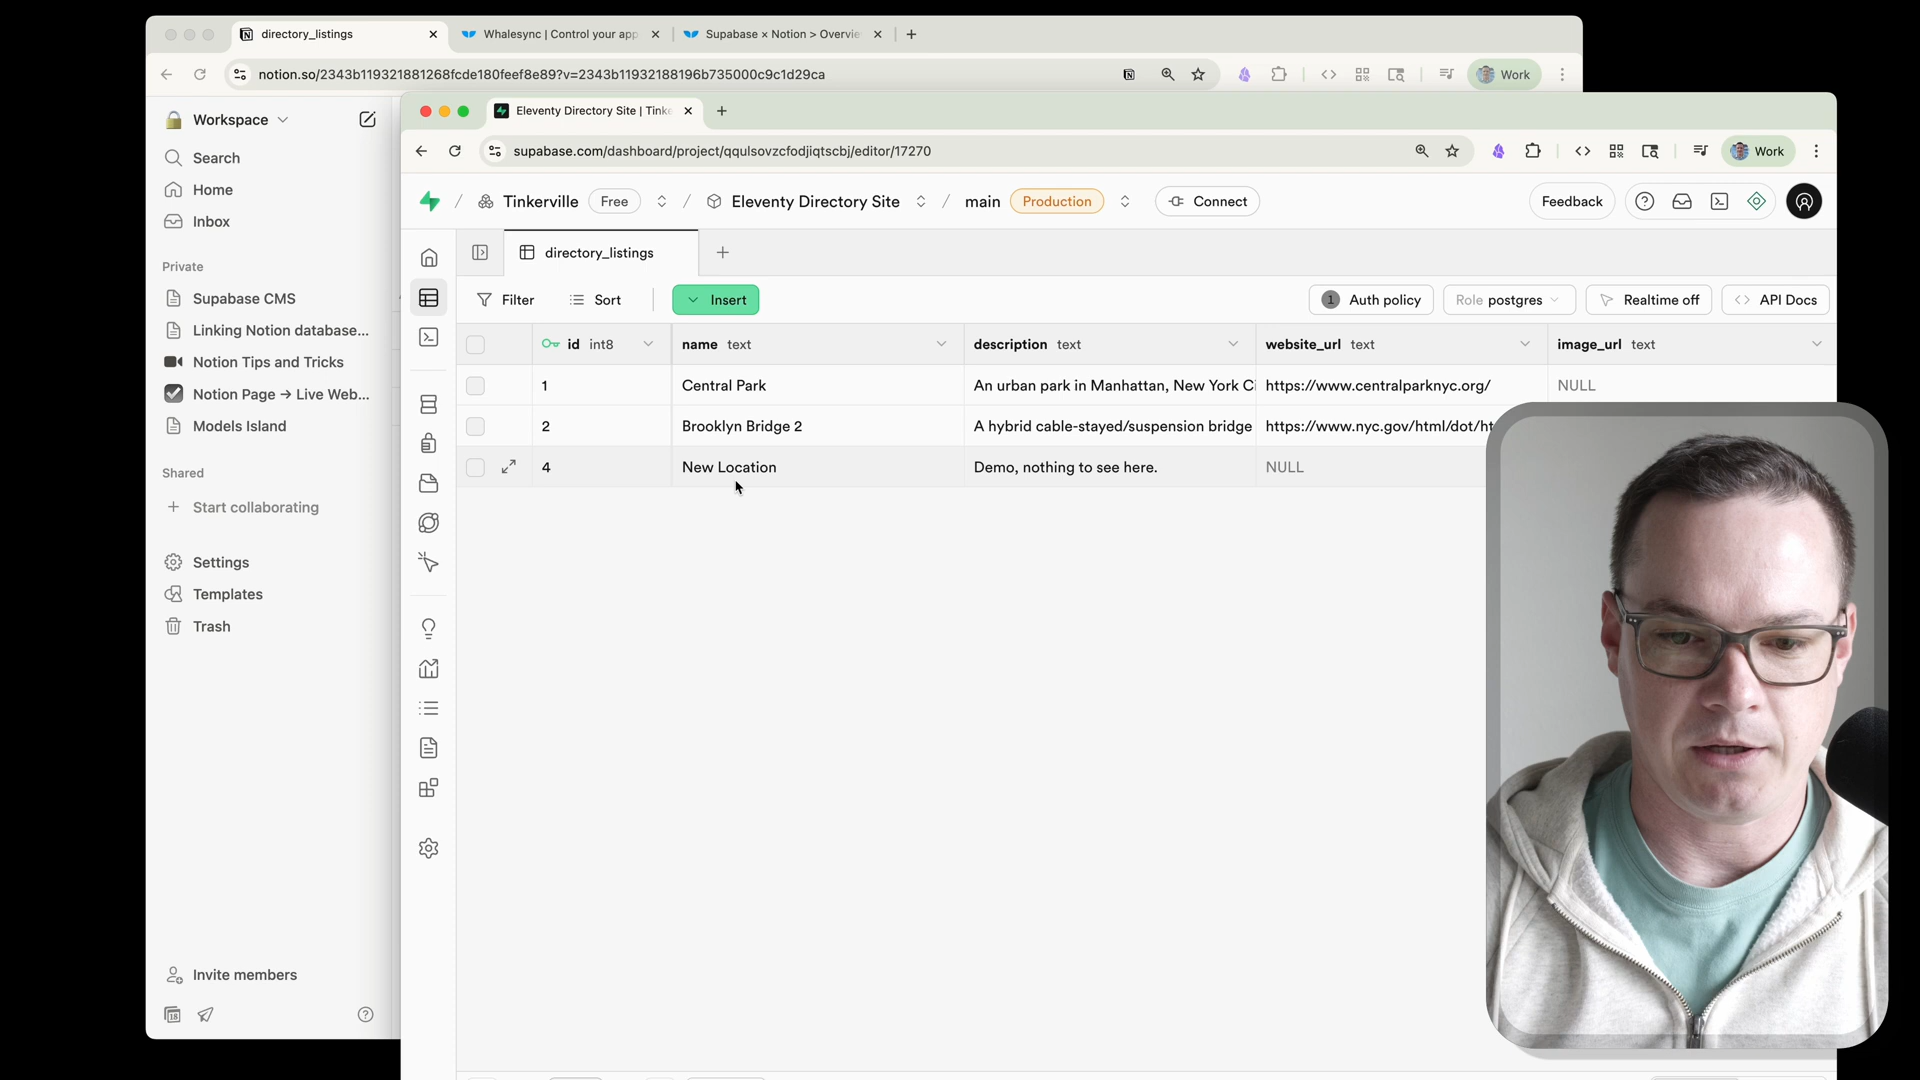 directory_listings
Whalesync | Control your app
Supabase × Notion > Overvie
notion.so/2343b119321881268fcde180feef8e89?v=2343b11932188196b735000c9c1d29ca
Work
Workspace
Search
Home
Inbox
Private
Supabase CMS
Linking Notion database...
Notion Tips and Tricks
Notion Page → Live Web...
Models Island
Shared
Start collaborating
Settings
Templates
Trash
Invite members
18
Eleventy Directory Site | Tinke
supabase.com/dashboard/project/qqulsovzcfodjiqtscbj/editor/17270
Work
/ Tinkerville Free / Eleventy Directory Site / main Production Connect
Feedback
directory_listings
Filter Sort Insert
1 Auth policy Role postgres Realtime off API Docs
id int8 name text description text website_url text image_url text
1 Central Park An urban park in Manhattan, New York Ci https://www.centralparknyc.org/ NULL
2 Brooklyn Bridge 2 A hybrid cable-stayed/suspension bridge https://www.nyc.gov/html/dot/ht
4 New Location Demo, nothing to see here. NULL